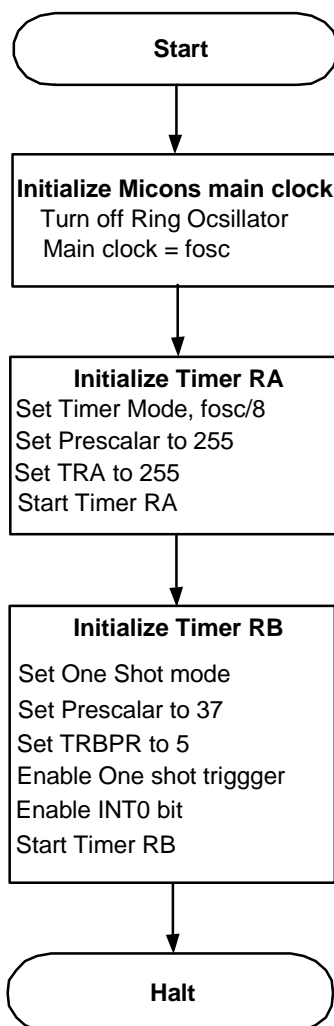 Start
Initialize Micons main clock
Turn off Ring Ocsillator
Main clock = fosc
Initialize Timer RA
Set Timer Mode, fosc/8
Set Prescalar to 255
Set TRA to 255
Start Timer RA
Initialize Timer RB
Set One Shot mode
Set Prescalar to 37
Set TRBPR to 5
Enable One shot triggger
Enable INT0 bit
Start Timer RB
Halt